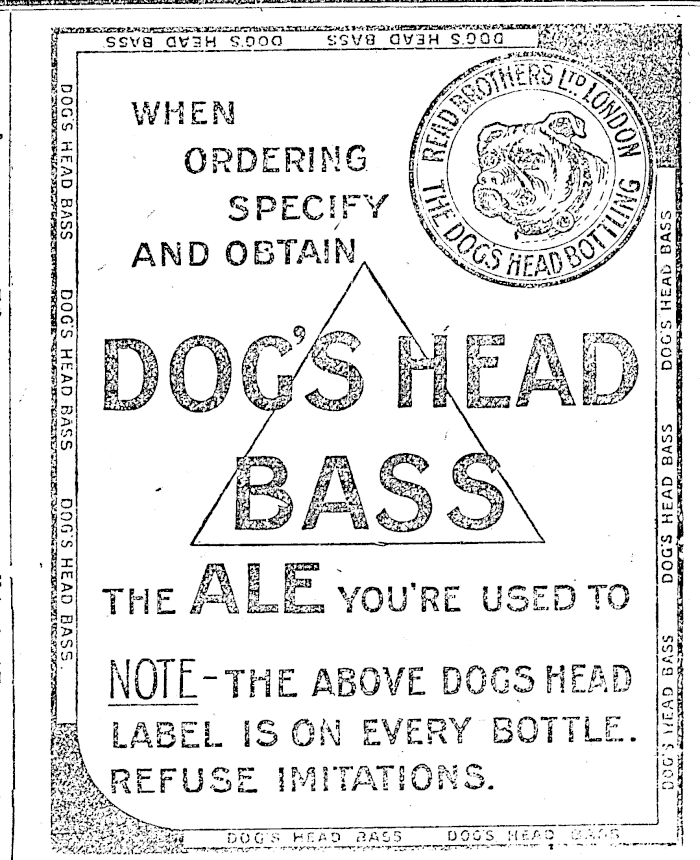 DOG'S HEAD BASS DOG'S HEAD BASS
READ BROTHERS LTD. LONDON
THE DOG'S HEAD BOTTLING
WHEN
ORDERING
SPECIFY
AND OBTAIN
DOG'S HEAD
BASS
THE ALE YOU'RE USED TO
NOTE - THE ABOVE DOGS HEAD
LABEL IS ON EVERY BOTTLE.
REFUSE IMITATIONS.
DOG'S HEAD BASS
DOG'S HEAD BASS
DOG'S HEAD BASS
DOG'S HEAD BASS
DOG'S HEAD BASS
DOG'S HEAD BASS
DOG'S HEAD BASS DOG'S HEAD BASS